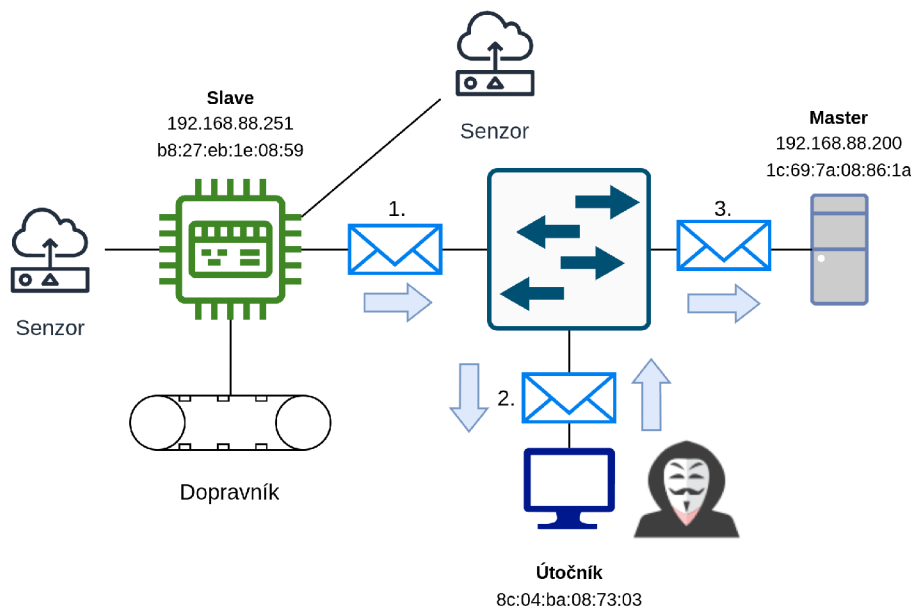 Senzor
Slave
192.168.88.251
b8:27:eb:1e:08:59
Master
192.168.88.200
1c:69:7a:08:86:1a
1.
3.
Senzor
2.
Dopravník
Útočník
8c:04:ba:08:73:03